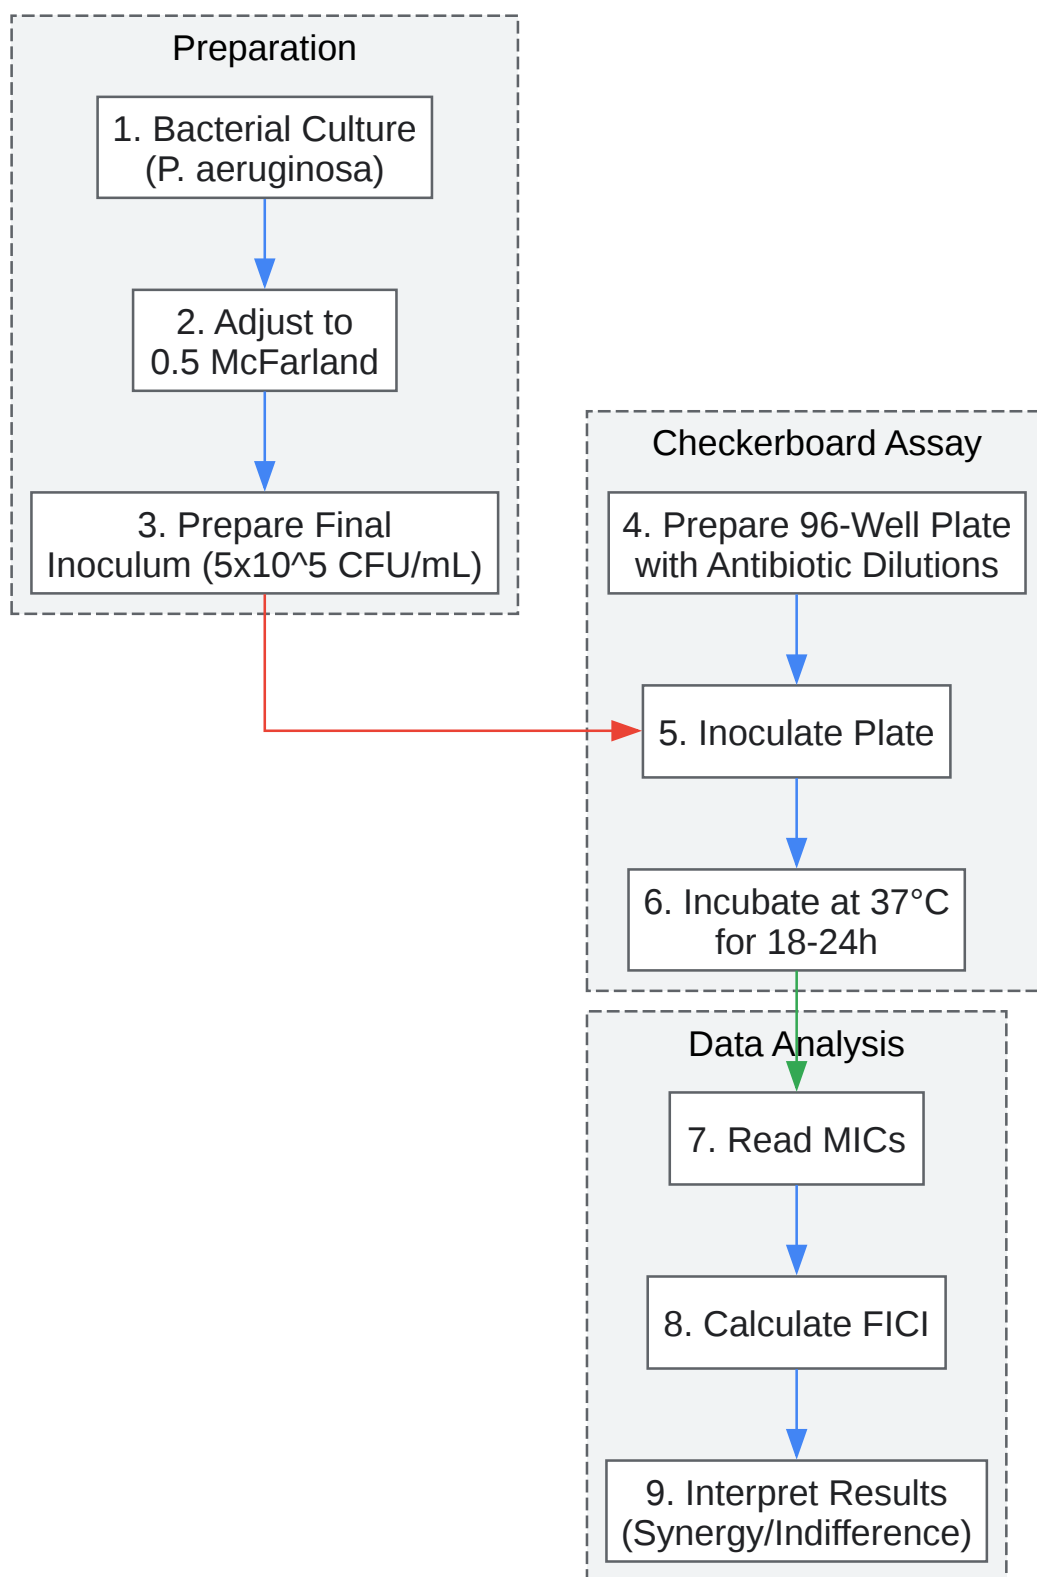 Preparation
1. Bacterial Culture
(P. aeruginosa)
2. Adjust to
0.5 McFarland
3. Prepare Final
Inoculum (5x10^5 CFU/mL)
Checkerboard Assay
4. Prepare 96-Well Plate
with Antibiotic Dilutions
5. Inoculate Plate
6. Incubate at 37°C
for 18-24h
Data Analysis
7. Read MICs
8. Calculate FICI
9. Interpret Results
(Synergy/Indifference)